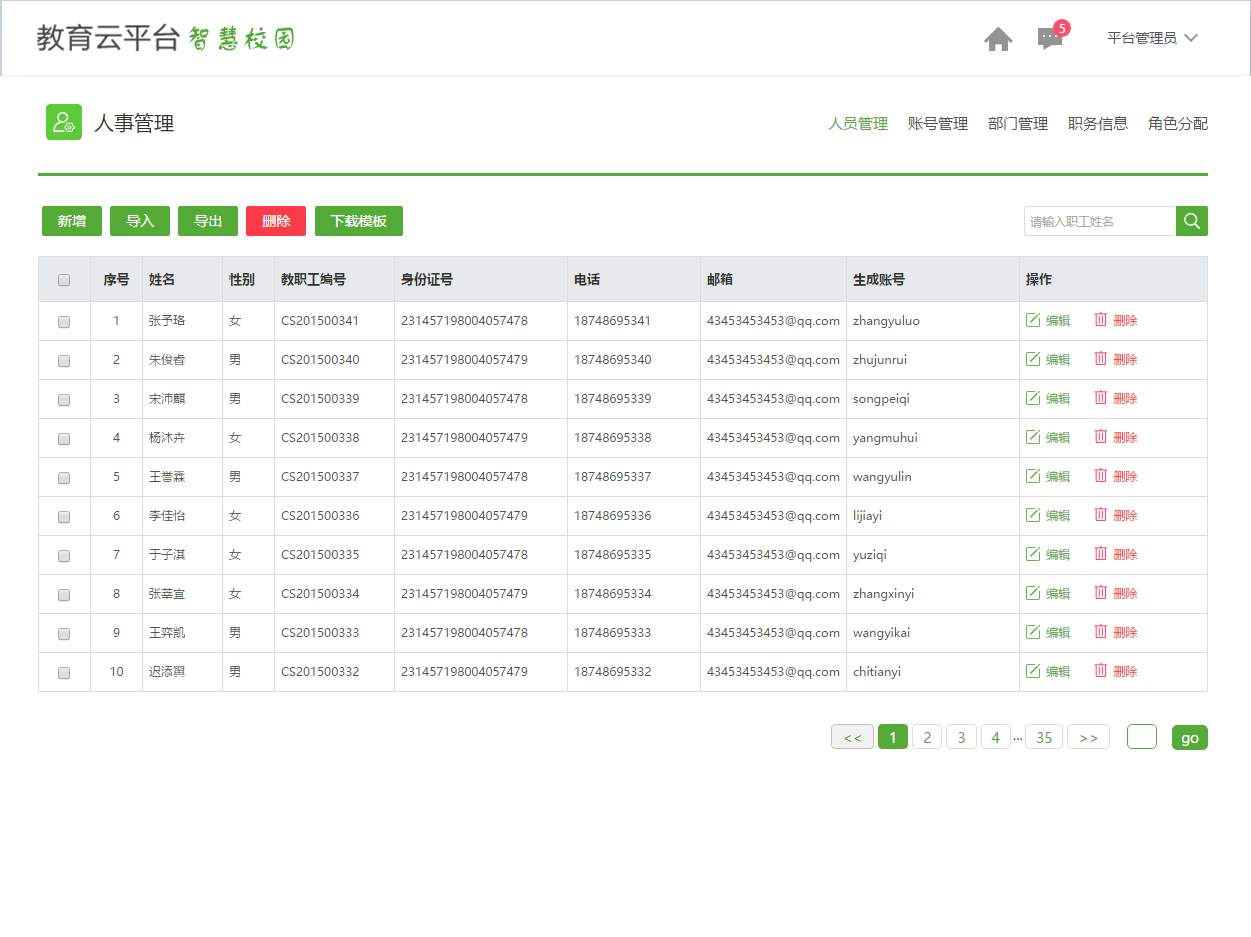 教育云平台 智慧校园 5 平台管理员
人事管理 人员管理 账号管理 部门管理 职务信息 角色分配
新增 导入 导出 删除 下载模板 请输入职工姓名
序号 姓名 性别 教职工编号 身份证号 电话 邮箱 生成账号 操作
1 张予珞 女 CS201500341 231457198004057478 18748695341 43453453453@qq.com zhangyuluo 编辑 删除
2 朱俊睿 男 CS201500340 231457198004057479 18748695340 43453453453@qq.com zhujunrui 编辑 删除
3 宋沛麒 男 CS201500339 231457198004057478 18748695339 43453453453@qq.com songpeiqi 编辑 删除
4 杨沐卉 女 CS201500338 231457198004057479 18748695338 43453453453@qq.com yangmuhui 编辑 删除
5 王誉霖 男 CS201500337 231457198004057478 18748695337 43453453453@qq.com wangyulin 编辑 删除
6 李佳怡 女 CS201500336 231457198004057479 18748695336 43453453453@qq.com lijiayi 编辑 删除
7 于子淇 女 CS201500335 231457198004057478 18748695335 43453453453@qq.com yuziqi 编辑 删除
8 张莘宜 女 CS201500334 231457198004057479 18748695334 43453453453@qq.com zhangxinyi 编辑 删除
9 王弈凯 男 CS201500333 231457198004057478 18748695333 43453453453@qq.com wangyikai 编辑 删除
10 迟添翼 男 CS201500332 231457198004057479 18748695332 43453453453@qq.com chitianyi 编辑 删除
<< 1 2 3 4 ... 35 >> go